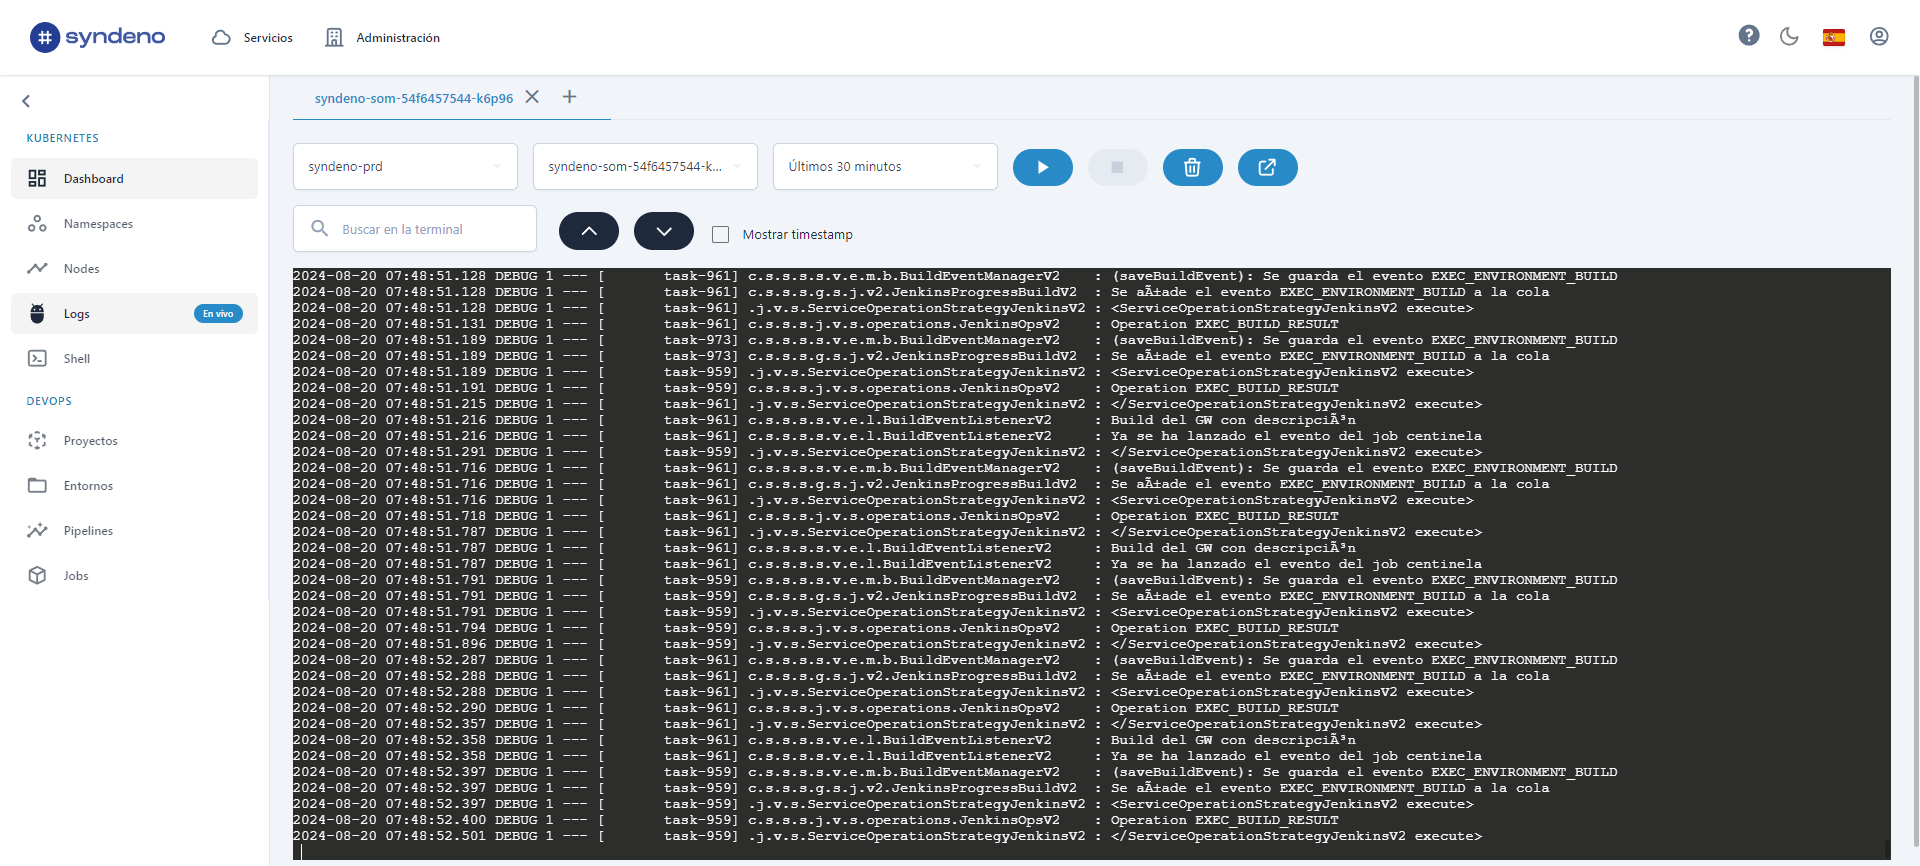 syndeno
Servicios
Administración
KUBERNETES
Dashboard
Namespaces
Nodes
Logs
En vivo
Shell
DEVOPS
Proyectos
Entornos
Pipelines
Jobs
syndeno-som-54f6457544-k6p96
syndeno-prd
syndeno-som-54f6457544-k...
Últimos 30 minutos
Buscar en la terminal
Mostrar timestamp
2024-08-20 07:48:51.128 DEBUG 1 --- [       task-961] c.s.s.s.s.v.e.m.b.BuildEventManagerV2    : (saveBuildEvent): Se guarda el evento EXEC_ENVIRONMENT_BUILD
2024-08-20 07:48:51.128 DEBUG 1 --- [       task-961] c.s.s.s.g.s.j.v2.JenkinsProgressBuildV2  : Se aÃ±ade el evento EXEC_ENVIRONMENT_BUILD a la cola
2024-08-20 07:48:51.128 DEBUG 1 --- [       task-961] .j.v.s.ServiceOperationStrategyJenkinsV2 : <ServiceOperationStrategyJenkinsV2 execute>
2024-08-20 07:48:51.131 DEBUG 1 --- [       task-961] c.s.s.s.j.v.s.operations.JenkinsOpsV2    : Operation EXEC_BUILD_RESULT
2024-08-20 07:48:51.189 DEBUG 1 --- [       task-973] c.s.s.s.s.v.e.m.b.BuildEventManagerV2    : (saveBuildEvent): Se guarda el evento EXEC_ENVIRONMENT_BUILD
2024-08-20 07:48:51.189 DEBUG 1 --- [       task-973] c.s.s.s.g.s.j.v2.JenkinsProgressBuildV2  : Se aÃ±ade el evento EXEC_ENVIRONMENT_BUILD a la cola
2024-08-20 07:48:51.189 DEBUG 1 --- [       task-959] .j.v.s.ServiceOperationStrategyJenkinsV2 : <ServiceOperationStrategyJenkinsV2 execute>
2024-08-20 07:48:51.191 DEBUG 1 --- [       task-959] c.s.s.s.j.v.s.operations.JenkinsOpsV2    : Operation EXEC_BUILD_RESULT
2024-08-20 07:48:51.215 DEBUG 1 --- [       task-961] .j.v.s.ServiceOperationStrategyJenkinsV2 : </ServiceOperationStrategyJenkinsV2 execute>
2024-08-20 07:48:51.216 DEBUG 1 --- [       task-961] c.s.s.s.s.v.e.l.BuildEventListenerV2     : Build del GW con descripciÃ³n
2024-08-20 07:48:51.216 DEBUG 1 --- [       task-961] c.s.s.s.s.v.e.l.BuildEventListenerV2     : Ya se ha lanzado el evento del job centinela
2024-08-20 07:48:51.291 DEBUG 1 --- [       task-959] .j.v.s.ServiceOperationStrategyJenkinsV2 : </ServiceOperationStrategyJenkinsV2 execute>
2024-08-20 07:48:51.716 DEBUG 1 --- [       task-961] c.s.s.s.s.v.e.m.b.BuildEventManagerV2    : (saveBuildEvent): Se guarda el evento EXEC_ENVIRONMENT_BUILD
2024-08-20 07:48:51.716 DEBUG 1 --- [       task-961] c.s.s.s.g.s.j.v2.JenkinsProgressBuildV2  : Se aÃ±ade el evento EXEC_ENVIRONMENT_BUILD a la cola
2024-08-20 07:48:51.716 DEBUG 1 --- [       task-961] .j.v.s.ServiceOperationStrategyJenkinsV2 : <ServiceOperationStrategyJenkinsV2 execute>
2024-08-20 07:48:51.718 DEBUG 1 --- [       task-961] c.s.s.s.j.v.s.operations.JenkinsOpsV2    : Operation EXEC_BUILD_RESULT
2024-08-20 07:48:51.787 DEBUG 1 --- [       task-961] .j.v.s.ServiceOperationStrategyJenkinsV2 : </ServiceOperationStrategyJenkinsV2 execute>
2024-08-20 07:48:51.787 DEBUG 1 --- [       task-961] c.s.s.s.s.v.e.l.BuildEventListenerV2     : Build del GW con descripciÃ³n
2024-08-20 07:48:51.787 DEBUG 1 --- [       task-961] c.s.s.s.s.v.e.l.BuildEventListenerV2     : Ya se ha lanzado el evento del job centinela
2024-08-20 07:48:51.791 DEBUG 1 --- [       task-959] c.s.s.s.s.v.e.m.b.BuildEventManagerV2    : (saveBuildEvent): Se guarda el evento EXEC_ENVIRONMENT_BUILD
2024-08-20 07:48:51.791 DEBUG 1 --- [       task-959] c.s.s.s.g.s.j.v2.JenkinsProgressBuildV2  : Se aÃ±ade el evento EXEC_ENVIRONMENT_BUILD a la cola
2024-08-20 07:48:51.791 DEBUG 1 --- [       task-959] .j.v.s.ServiceOperationStrategyJenkinsV2 : <ServiceOperationStrategyJenkinsV2 execute>
2024-08-20 07:48:51.794 DEBUG 1 --- [       task-959] c.s.s.s.j.v.s.operations.JenkinsOpsV2    : Operation EXEC_BUILD_RESULT
2024-08-20 07:48:51.896 DEBUG 1 --- [       task-959] .j.v.s.ServiceOperationStrategyJenkinsV2 : </ServiceOperationStrategyJenkinsV2 execute>
2024-08-20 07:48:52.287 DEBUG 1 --- [       task-961] c.s.s.s.s.v.e.m.b.BuildEventManagerV2    : (saveBuildEvent): Se guarda el evento EXEC_ENVIRONMENT_BUILD
2024-08-20 07:48:52.288 DEBUG 1 --- [       task-961] c.s.s.s.g.s.j.v2.JenkinsProgressBuildV2  : Se aÃ±ade el evento EXEC_ENVIRONMENT_BUILD a la cola
2024-08-20 07:48:52.288 DEBUG 1 --- [       task-961] .j.v.s.ServiceOperationStrategyJenkinsV2 : <ServiceOperationStrategyJenkinsV2 execute>
2024-08-20 07:48:52.290 DEBUG 1 --- [       task-961] c.s.s.s.j.v.s.operations.JenkinsOpsV2    : Operation EXEC_BUILD_RESULT
2024-08-20 07:48:52.357 DEBUG 1 --- [       task-961] .j.v.s.ServiceOperationStrategyJenkinsV2 : </ServiceOperationStrategyJenkinsV2 execute>
2024-08-20 07:48:52.358 DEBUG 1 --- [       task-961] c.s.s.s.s.v.e.l.BuildEventListenerV2     : Build del GW con descripciÃ³n
2024-08-20 07:48:52.358 DEBUG 1 --- [       task-961] c.s.s.s.s.v.e.l.BuildEventListenerV2     : Ya se ha lanzado el evento del job centinela
2024-08-20 07:48:52.397 DEBUG 1 --- [       task-959] c.s.s.s.s.v.e.m.b.BuildEventManagerV2    : (saveBuildEvent): Se guarda el evento EXEC_ENVIRONMENT_BUILD
2024-08-20 07:48:52.397 DEBUG 1 --- [       task-959] c.s.s.s.g.s.j.v2.JenkinsProgressBuildV2  : Se aÃ±ade el evento EXEC_ENVIRONMENT_BUILD a la cola
2024-08-20 07:48:52.397 DEBUG 1 --- [       task-959] .j.v.s.ServiceOperationStrategyJenkinsV2 : <ServiceOperationStrategyJenkinsV2 execute>
2024-08-20 07:48:52.400 DEBUG 1 --- [       task-959] c.s.s.s.j.v.s.operations.JenkinsOpsV2    : Operation EXEC_BUILD_RESULT
2024-08-20 07:48:52.501 DEBUG 1 --- [       task-959] .j.v.s.ServiceOperationStrategyJenkinsV2 : </ServiceOperationStrategyJenkinsV2 execute>